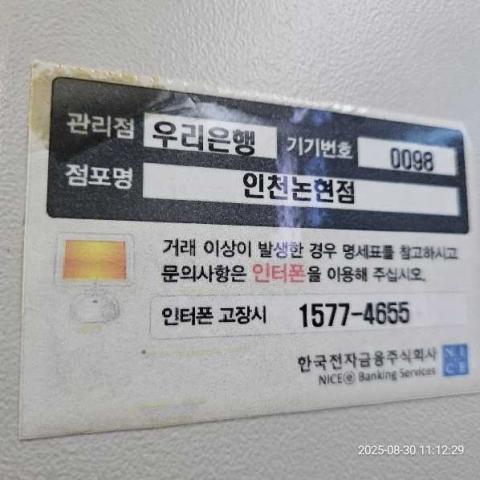 관리점 우리은행 기기번호 0098
점포명 인천논현점
거래 이상이 발생한 경우 명세표를 참고하시고
문의사항은 인터폰을 이용해 주십시오.
인터폰 고장시 1577-4655
한국전자금융주식회사
NICE@ Banking Services
NI
CE
2025-08-30 11:12:29